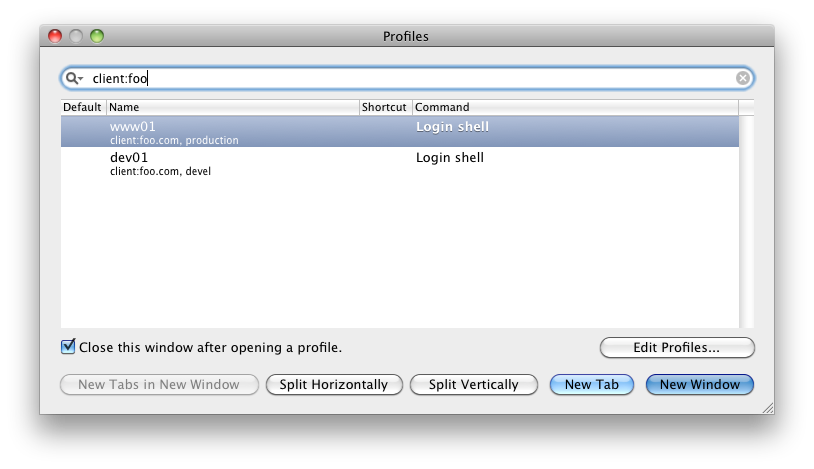 Profiles
client:foo
Default Name Shortcut Command
www01 Login shell
client:foo.com, production
dev01 Login shell
client:foo.com, devel
Close this window after opening a profile.
Edit Profiles...
New Tabs in New Window Split Horizontally Split Vertically New Tab New Window